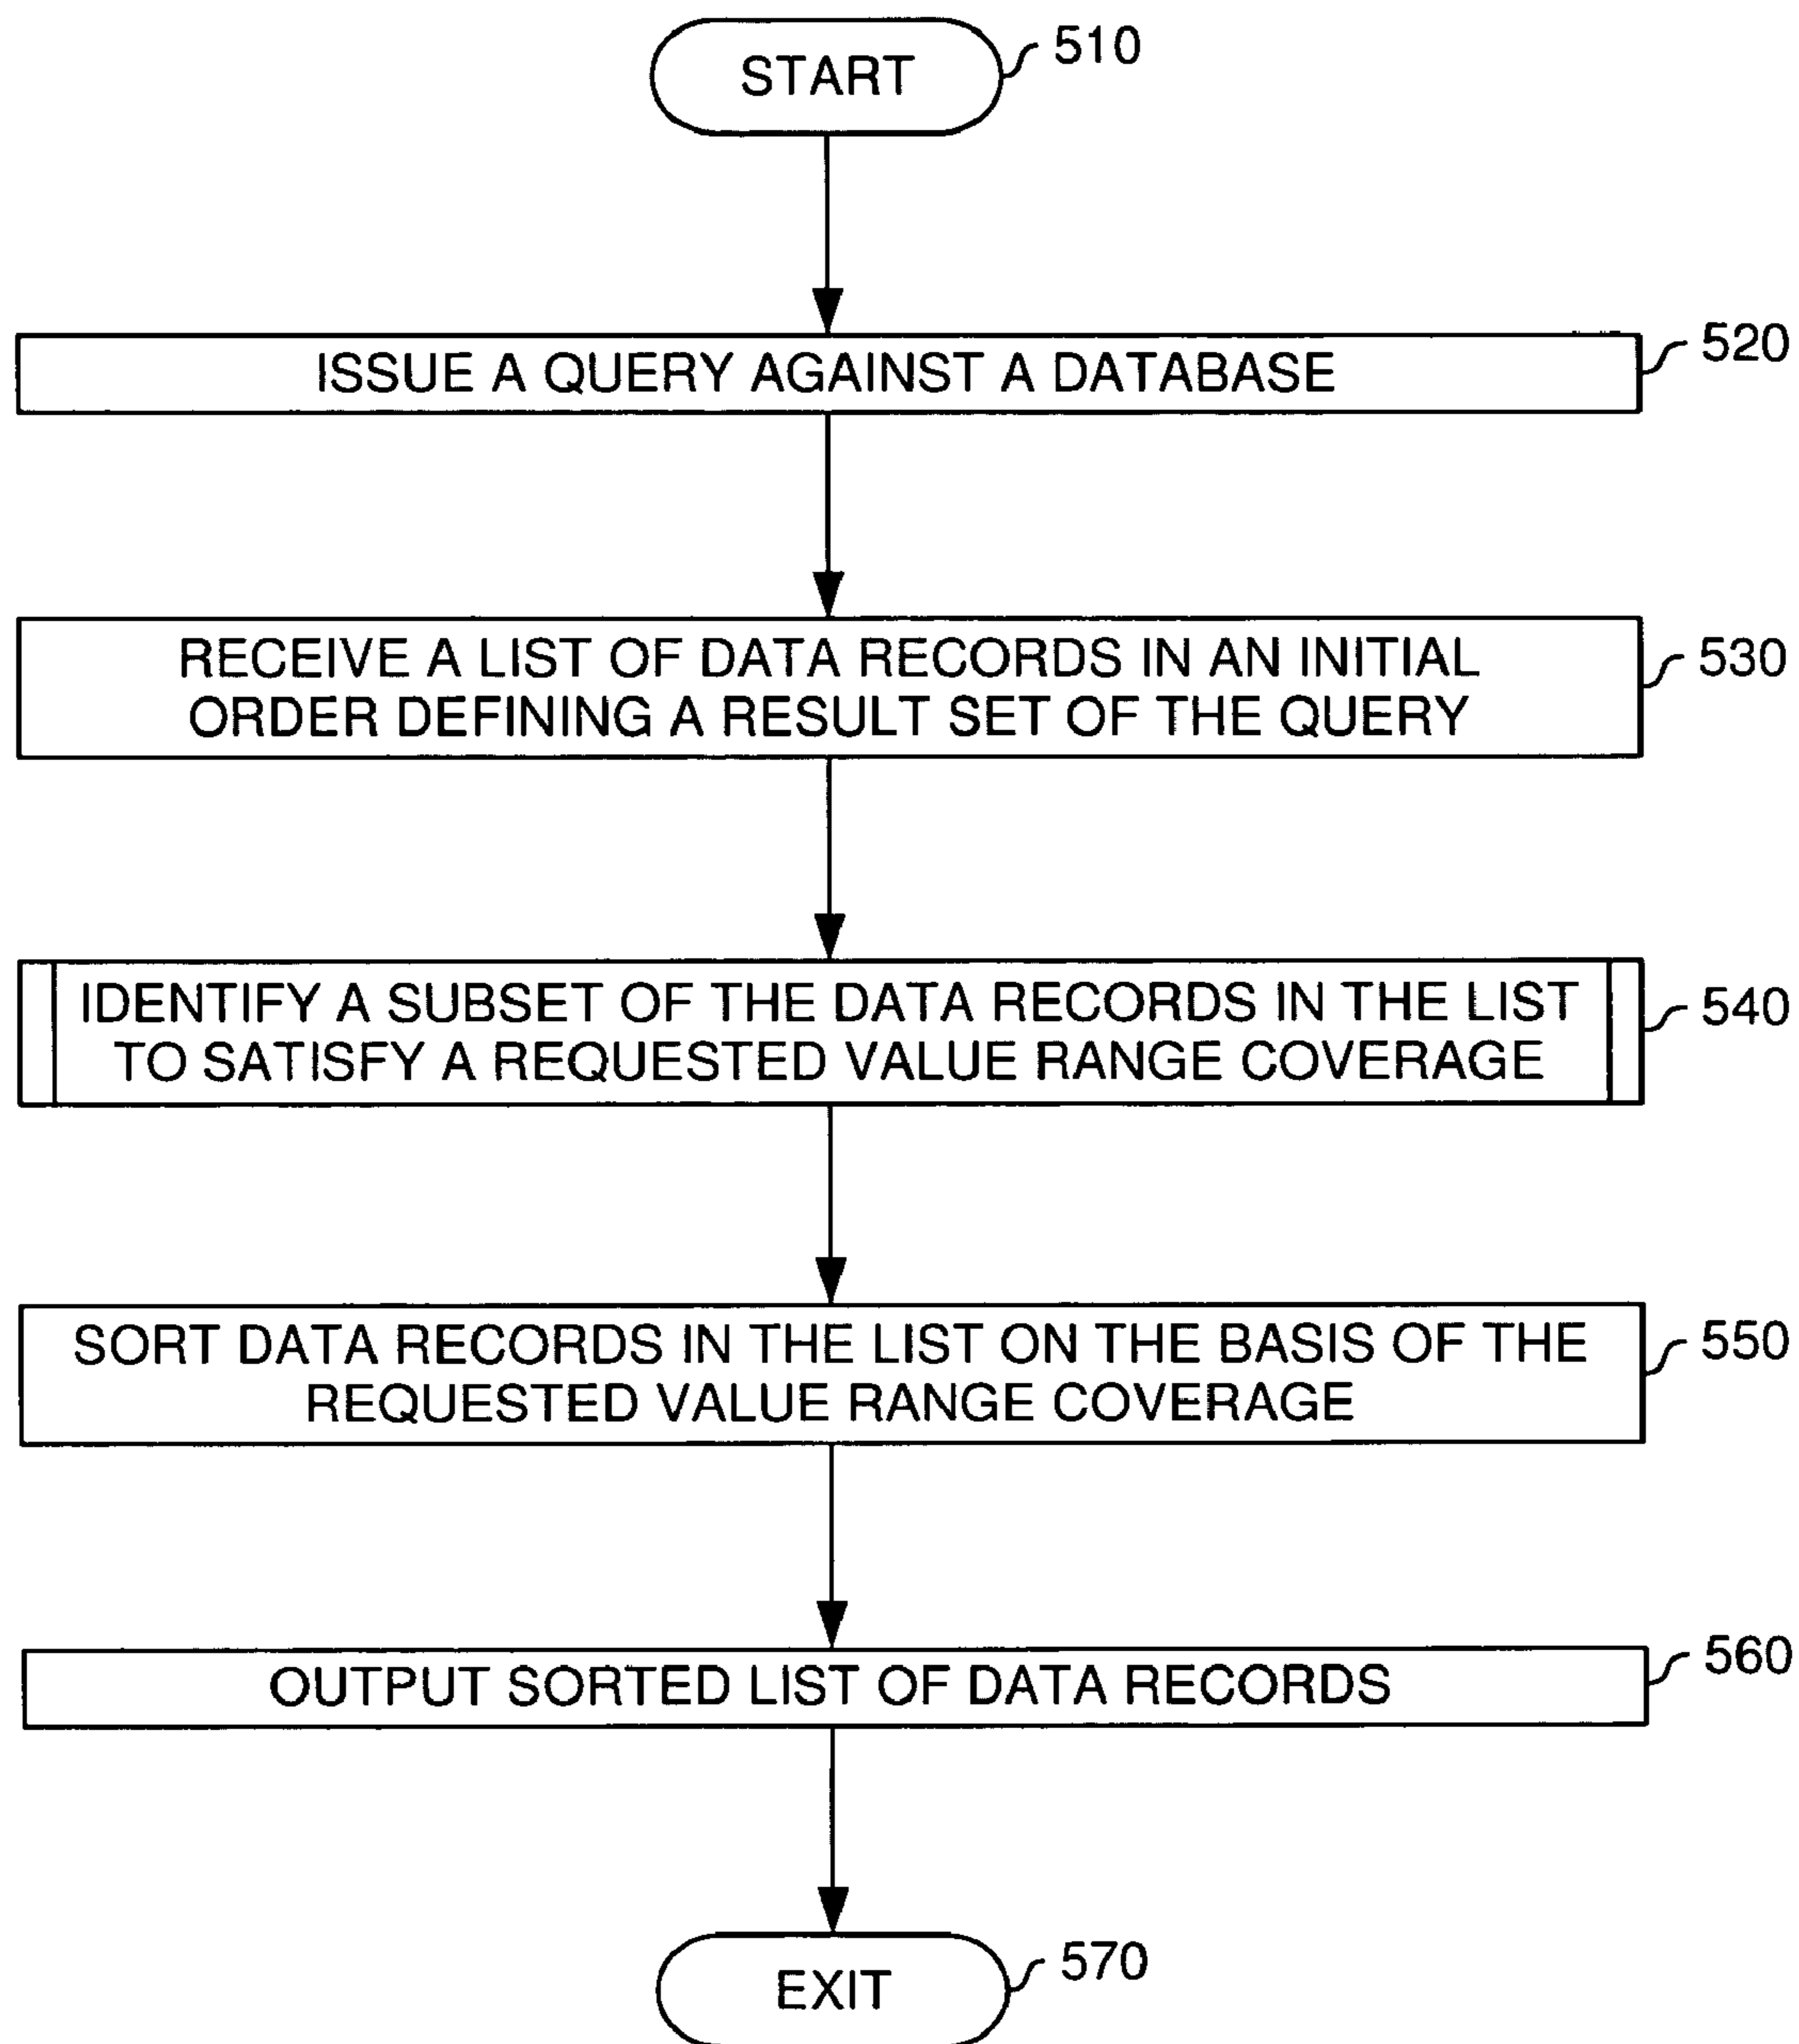 START
510
ISSUE A QUERY AGAINST A DATABASE
520
RECEIVE A LIST OF DATA RECORDS IN AN INITIAL
ORDER DEFINING A RESULT SET OF THE QUERY
530
IDENTIFY A SUBSET OF THE DATA RECORDS IN THE LIST
TO SATISFY A REQUESTED VALUE RANGE COVERAGE
540
SORT DATA RECORDS IN THE LIST ON THE BASIS OF THE
REQUESTED VALUE RANGE COVERAGE
550
OUTPUT SORTED LIST OF DATA RECORDS
560
EXIT
570